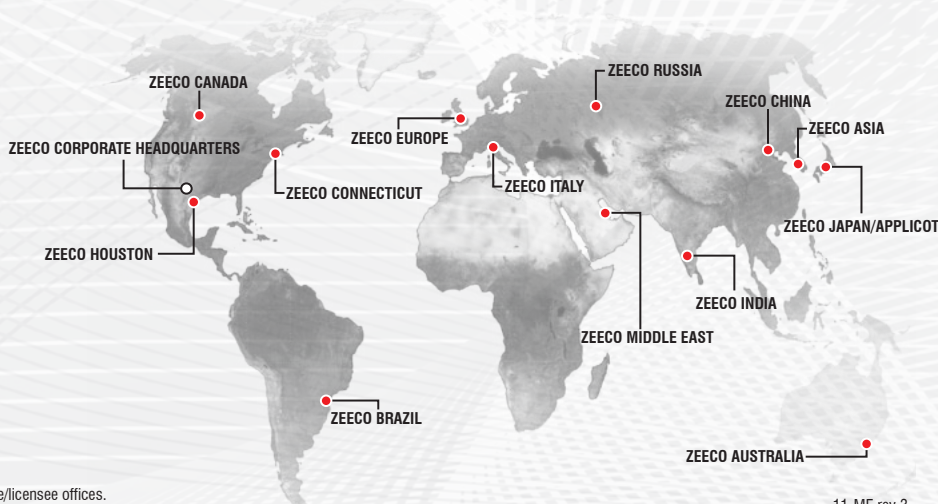 ZEECO RUSSIA
ZEECO CANADA
ZEECO CHINA
ZEECO ASIA
ZEECO EUROPE
ZEECO CORPORATE HEADQUARTERS
ZEECO ITALY
ZEECO CONNECTICUT
ZEECO JAPAN/APPLICOT
ZEECO HOUSTON
ZEECO INDIA
ZEECO MIDDLE EAST
ZEECO BRAZIL
ZEECO AUSTRALIA
e/licensee offices.